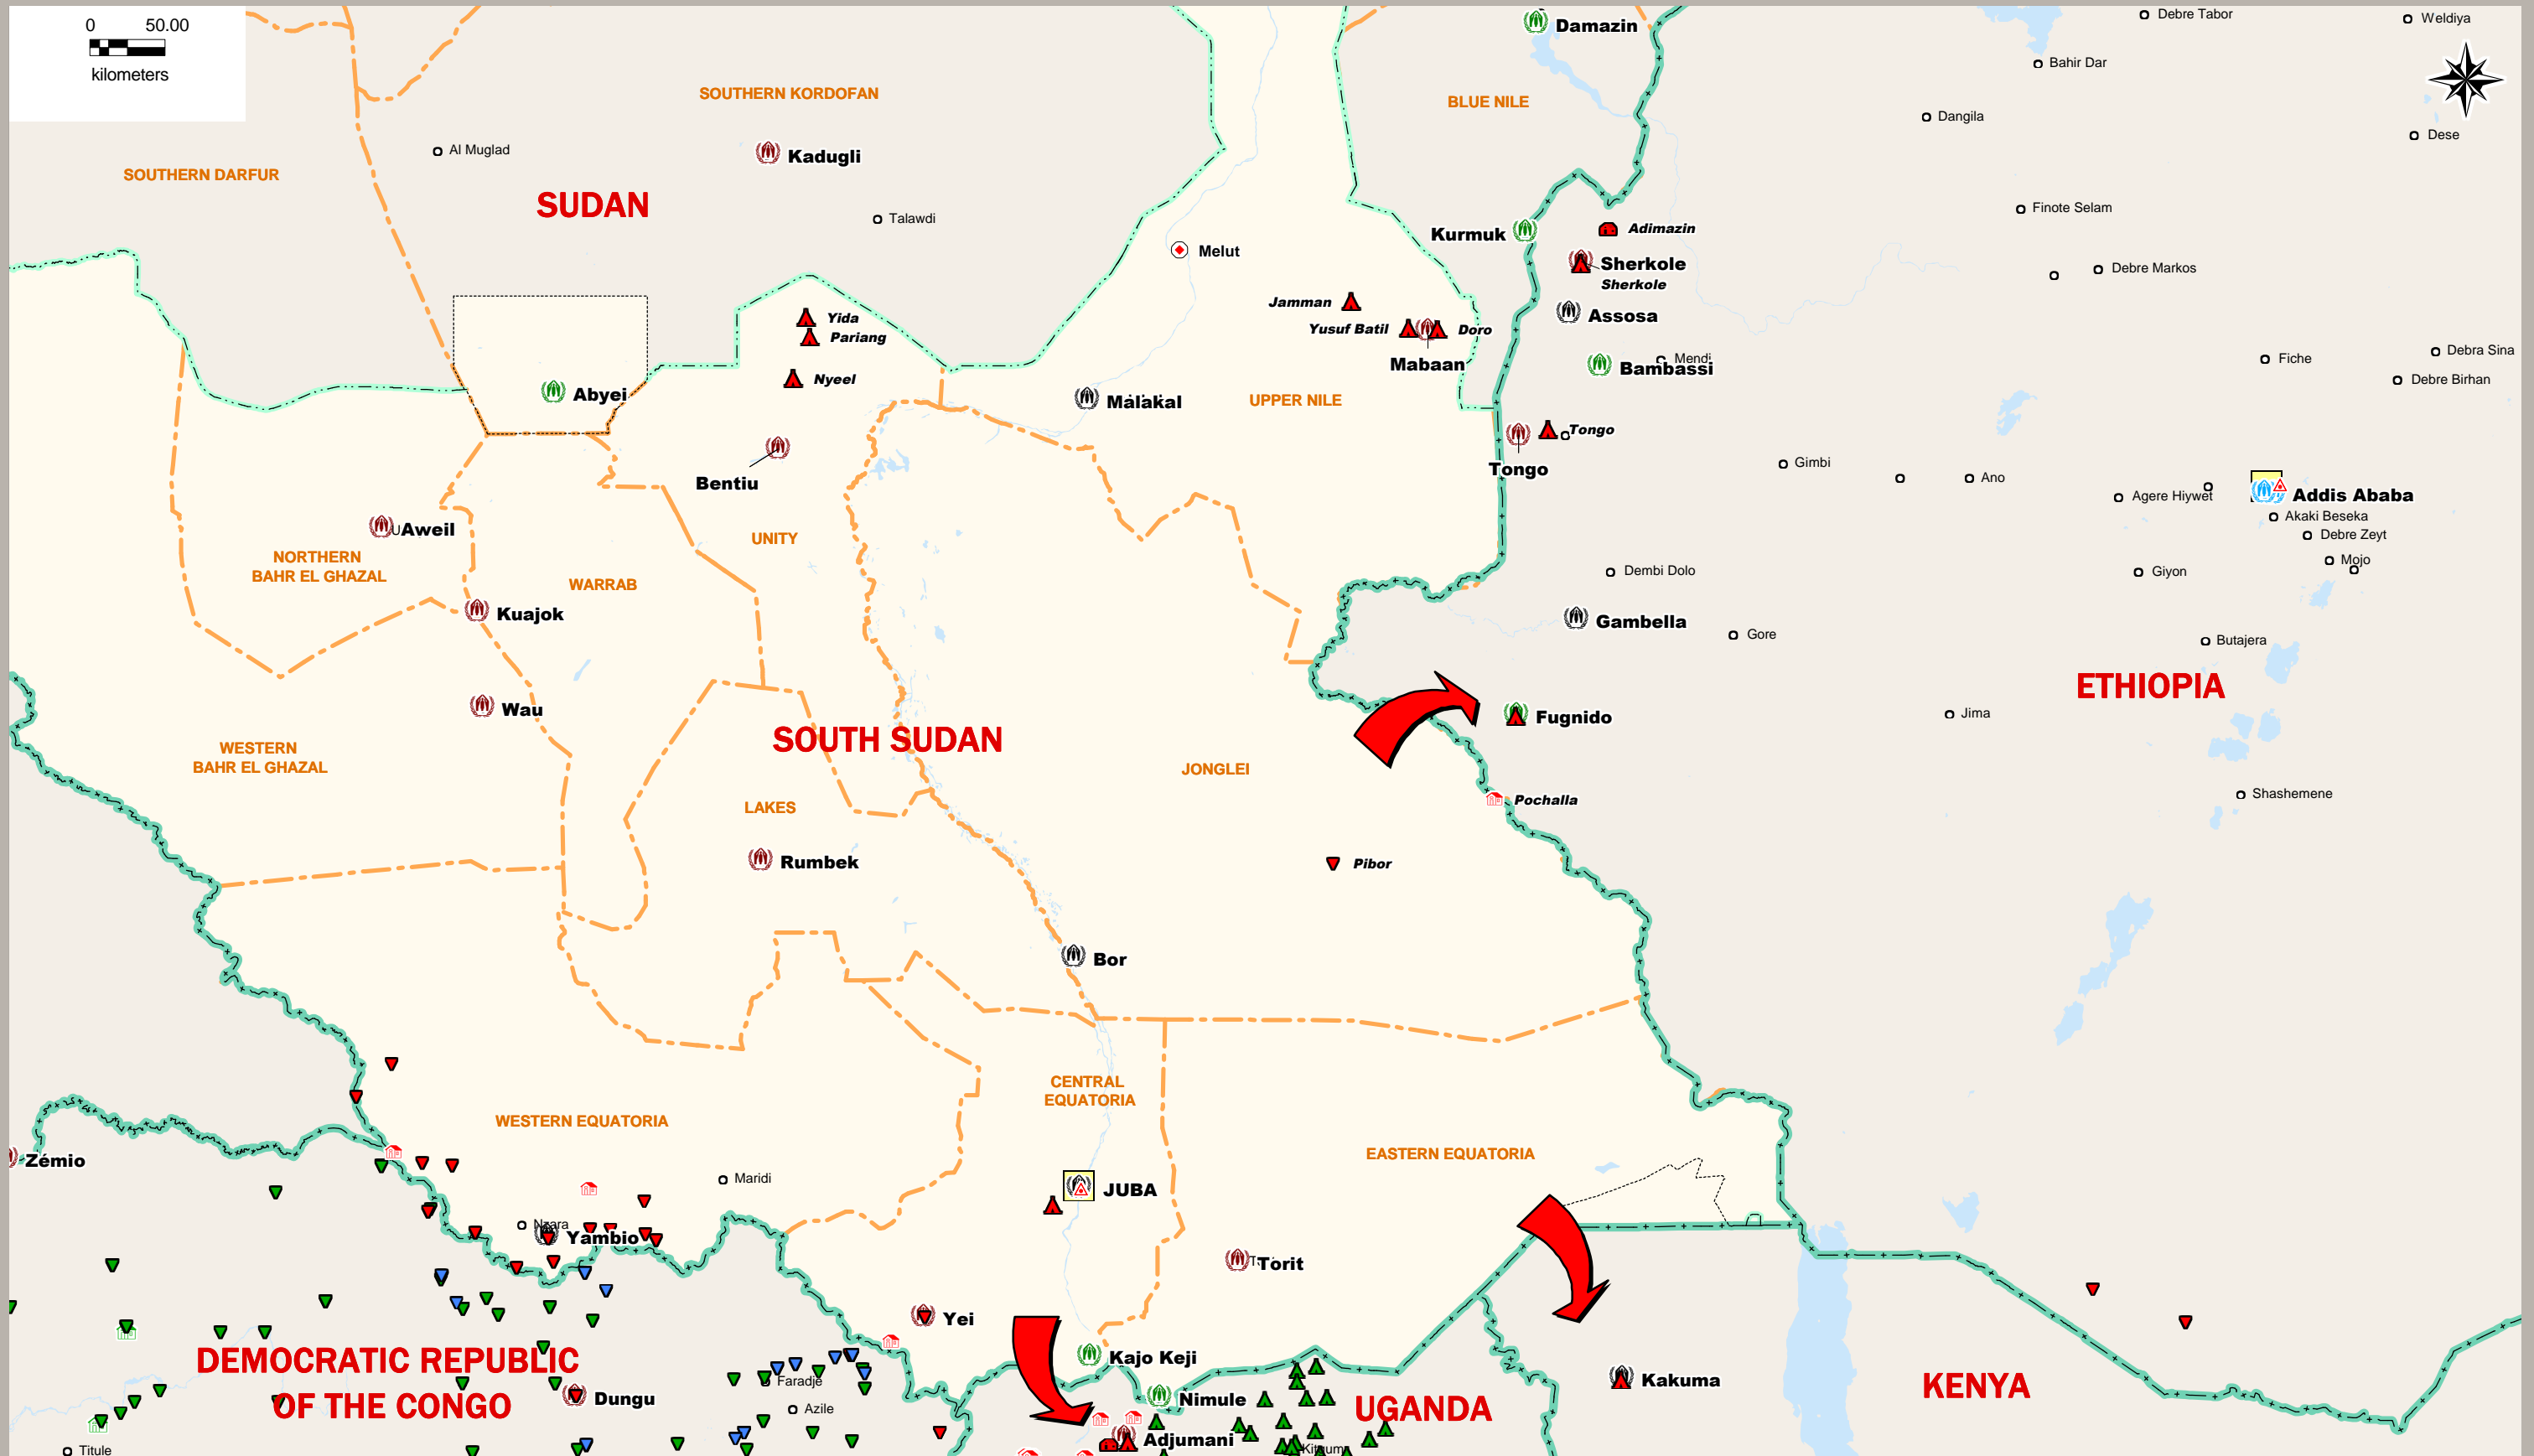 0 50.00
kilometers
Damazin
Debre Tabor
Weldiya
Bahir Dar
SOUTHERN KORDOFAN
BLUE NILE
Dangila
Dese
Al Muglad
Kadugli
SOUTHERN DARFUR
SUDAN
Talawdi
Finote Selam
Kurmuk
Adimazin
Melut
Sherkole
Sherkole
Debre Markos
Jamman
Assosa
Yida
Pariang
Yusuf Batil
Doro
Mabaan
Mendi
Bambassi
Fiche
Debra Sina
Debre Birhan
Nyeel
Abyei
Malakal
UPPER NILE
Tongo
Tongo
Bentiu
Gimbi
Ano
Agere Hiywet
Addis Ababa
Akaki Beseka
Debre Zeyt
Mojo
Aweil
UNITY
NORTHERN
BAHR EL GHAZAL
WARRAB
Dembi Dolo
Giyon
Kuajok
Gambella
Gore
Butajera
ETHIOPIA
Wau
Fugnido
Jima
SOUTH SUDAN
WESTERN
BAHR EL GHAZAL
JONGLEI
LAKES
Pochalla
Shashemene
Rumbek
Pibor
Bor
CENTRAL
EQUATORIA
WESTERN EQUATORIA
EASTERN EQUATORIA
Zémio
Maridi
JUBA
Nzara
Yambio
Torit
Yei
Kajo Keji
DEMOCRATIC REPUBLIC
OF THE CONGO
Faradje
Dungu
Azile
Nimule
UGANDA
Kakuma
KENYA
Adjumani
Titule